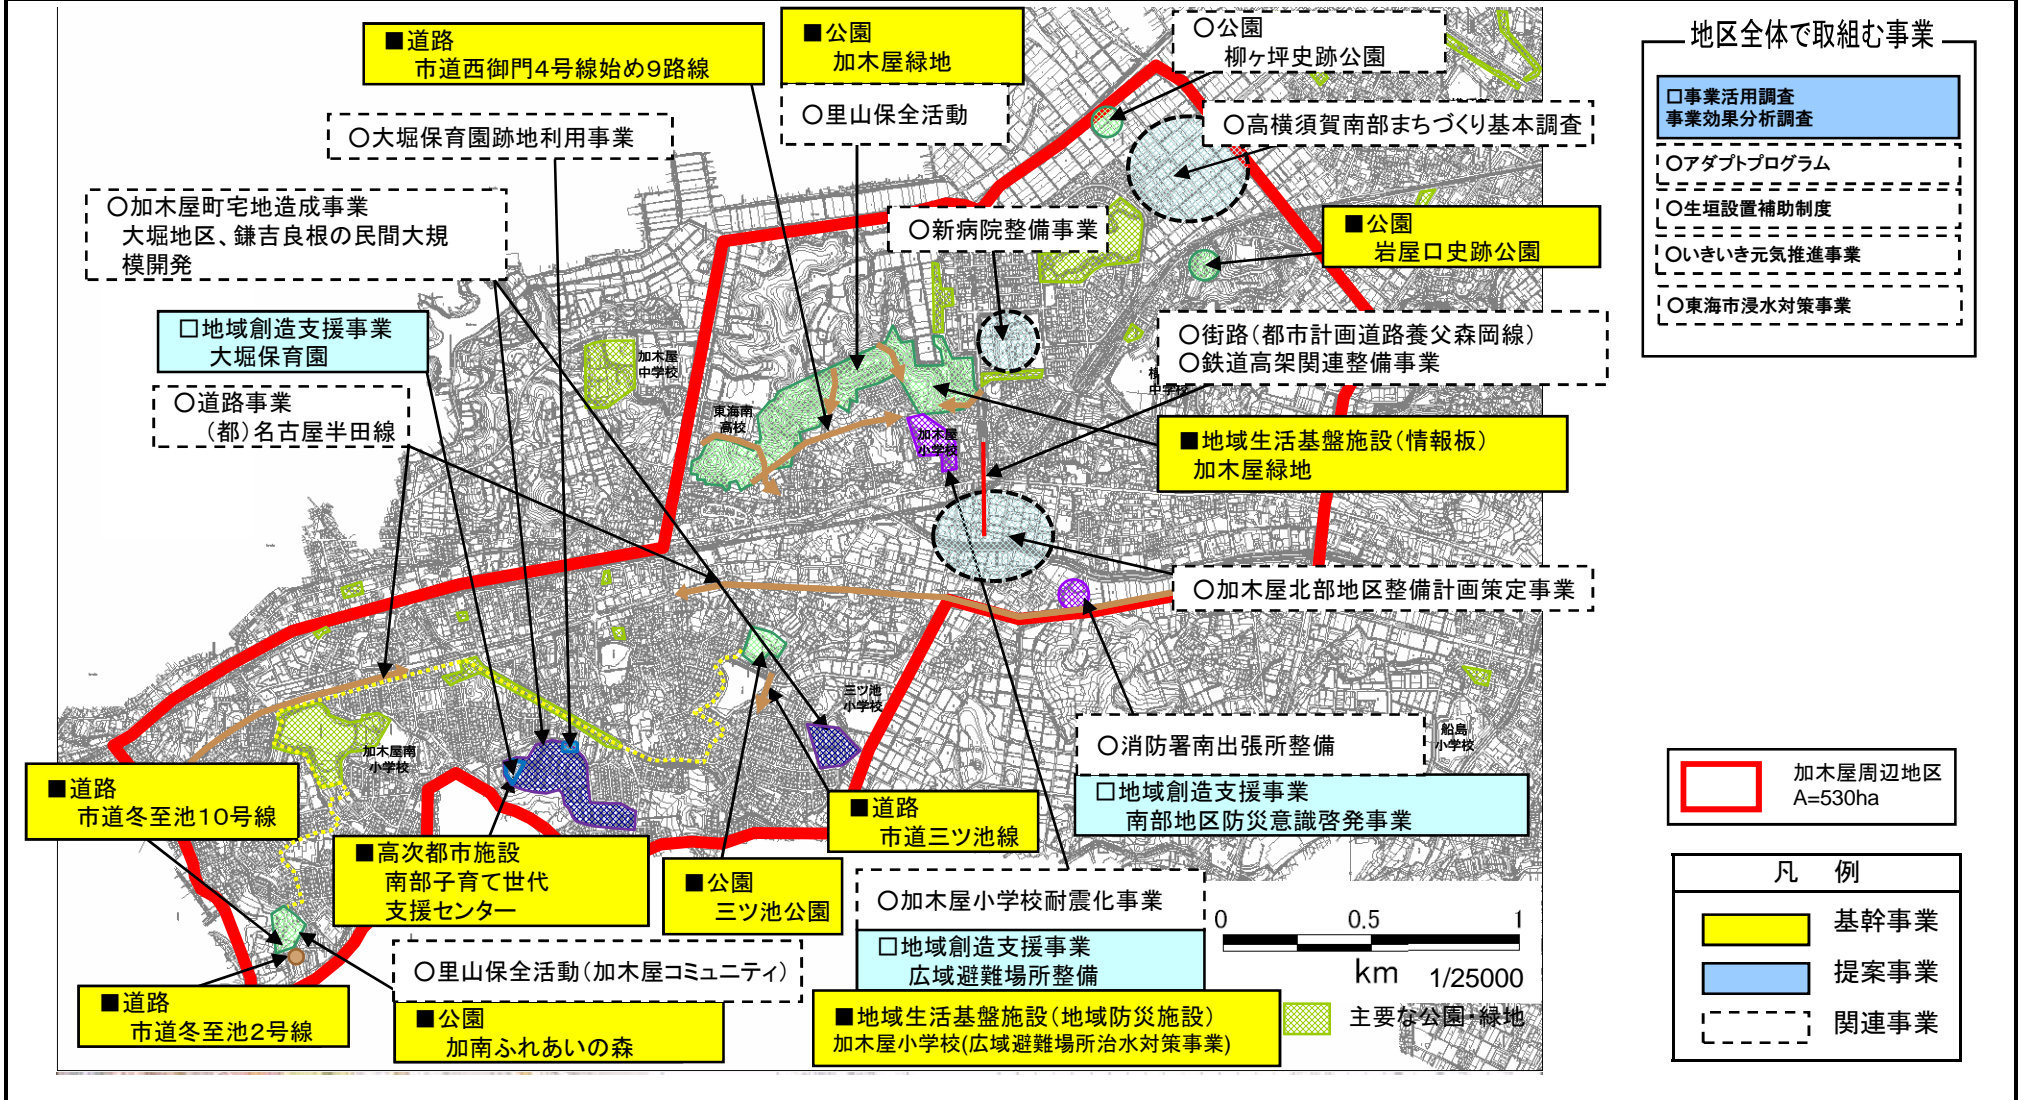 ■道路
市道西御門4号線始め9路線
■公園
加木屋緑地
○里山保全活動
○公園
柳ヶ坪史跡公園
○高横須賀南部まちづくり基本調査
○大堀保育園跡地利用事業
○加木屋町宅地造成事業
大堀地区、鎌吉良根の民間大規
模開発
○新病院整備事業
■公園
岩屋口史跡公園
□地域創造支援事業
大堀保育園
○道路事業
(都)名古屋半田線
○街路(都市計画道路養父森岡線)
○鉄道高架関連整備事業
加木屋
中学校
東海南
高校
加木屋
小学校
中学校
■地域生活基盤施設(情報板)
加木屋緑地
○加木屋北部地区整備計画策定事業
三ツ池
小学校
加木屋南
小学校
船島
小学校
○消防署南出張所整備
□地域創造支援事業
南部地区防災意識啓発事業
■道路
市道冬至池10号線
■高次都市施設
南部子育て世代
支援センター
■公園
三ツ池公園
■道路
市道三ツ池線
○加木屋小学校耐震化事業
□地域創造支援事業
広域避難場所整備
■地域生活基盤施設(地域防災施設)
加木屋小学校(広域避難場所治水対策事業)
○里山保全活動(加木屋コミュニティ)
■公園
加南ふれあいの森
■道路
市道冬至池2号線
0 0.5 1
km 1/25000
主要な公園・緑地
地区全体で取組む事業
□事業活用調査
事業効果分析調査
○アダプトプログラム
○生垣設置補助制度
○いきいき元気推進事業
○東海市浸水対策事業
加木屋周辺地区
A=530ha
凡 例
基幹事業
提案事業
関連事業